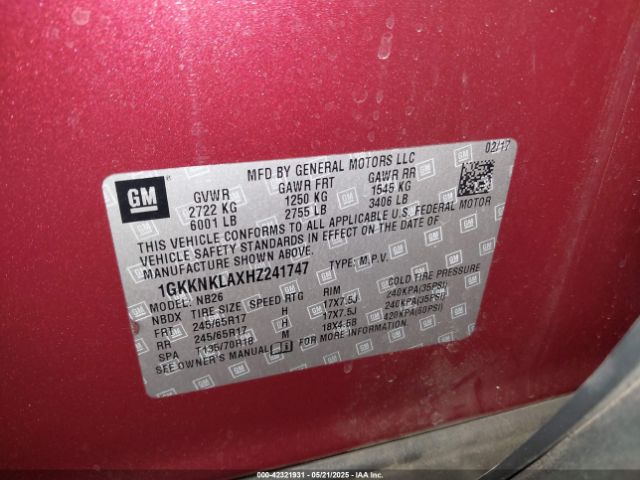 02/17
MFD BY GENERAL MOTORS LLC
GM
GVWR GAWR FRT GAWR RR
2722 KG 1250 KG 1545 KG
6001 LB 2755 LB 3406 LB
THIS VEHICLE CONFORMS TO ALL APPLICABLE U.S. FEDERAL MOTOR
VEHICLE SAFETY STANDARDS IN EFFECT ON THE DATE OF
MANUFACTURE SHOWN ABOVE.
1GKKNKLAXHZ241747 TYPE: M.P.V.
MODEL: NB26
NBDX TIRE SIZE SPEED RTG RIM COLD TIRE PRESSURE
FRT 245/65R17 H 17X7.5J 240KPA(35PSI)
RR 245/65R17 H 17X7.5J 240KPA(35PSI)
SPA T135/70R18 M 18X4.5B 420KPA(60PSI)
SEE OWNER'S MANUAL FOR MORE INFORMATION.
000-42321931 - 05/21/2025 - IAAI.COM